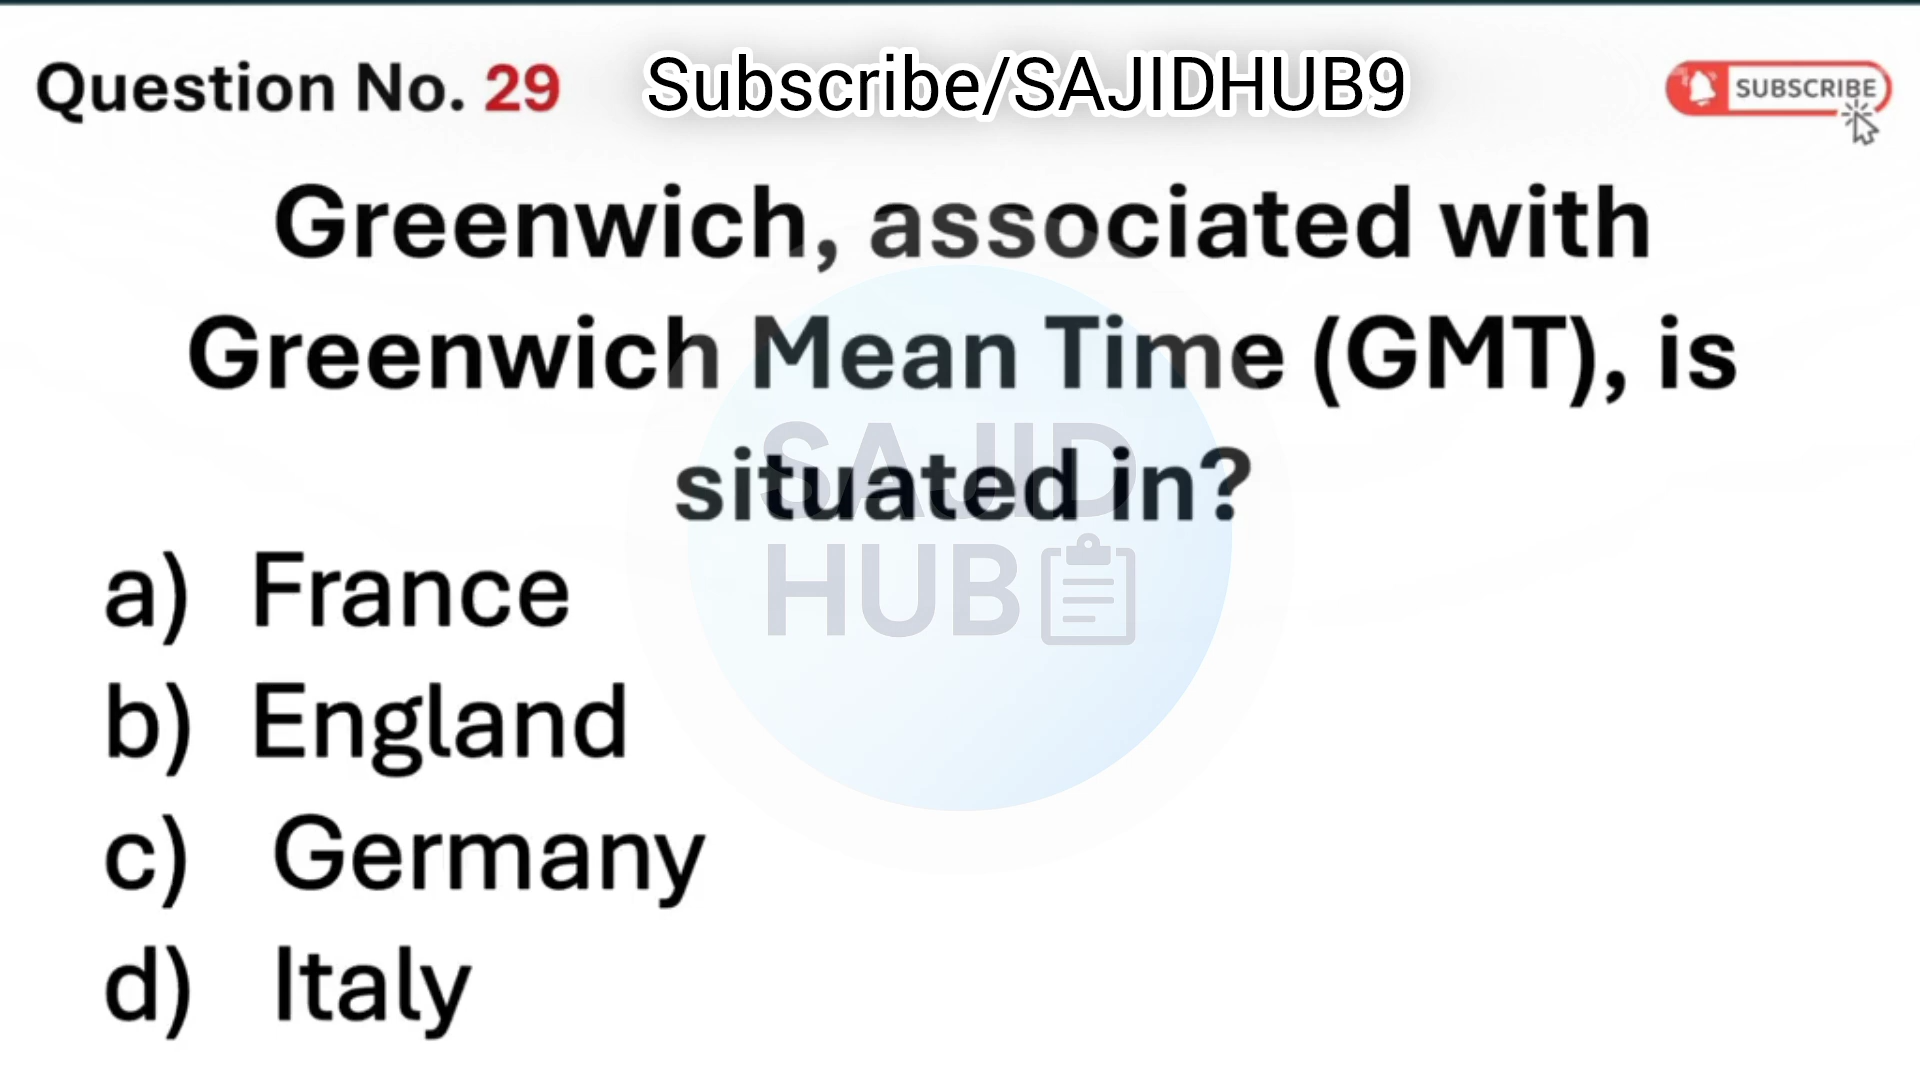 Question No. 29 Subscribe/SAJIDHUB9 SUBSCRIBE
Greenwich, associated with
Greenwich Mean Time (GMT), is
situated in?
SAJID
HUB
a) France
b) England
c) Germany
d) Italy